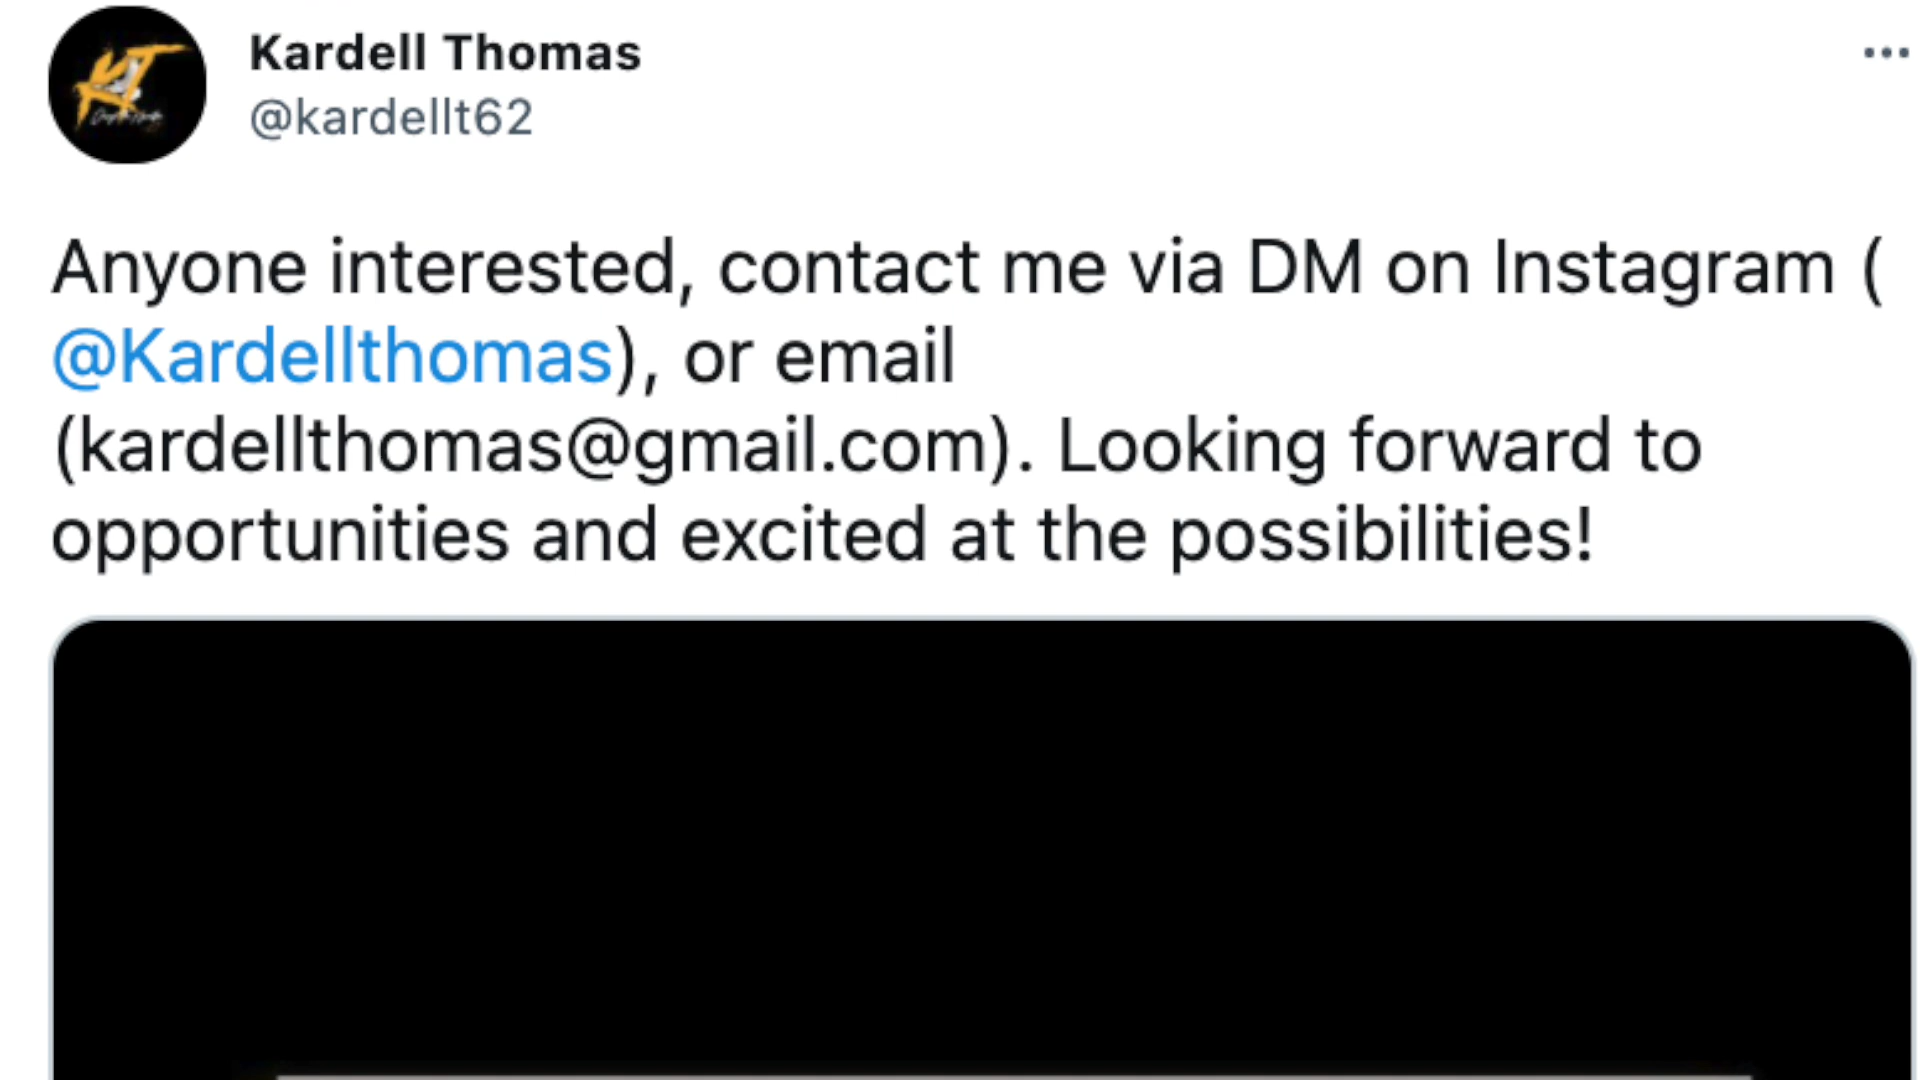 Kardell Thomas
@kardellt62
Anyone interested, contact me via DM on Instagram (
@Kardellthomas), or email
(kardellthomas@gmail.com). Looking forward to
opportunities and excited at the possibilities!